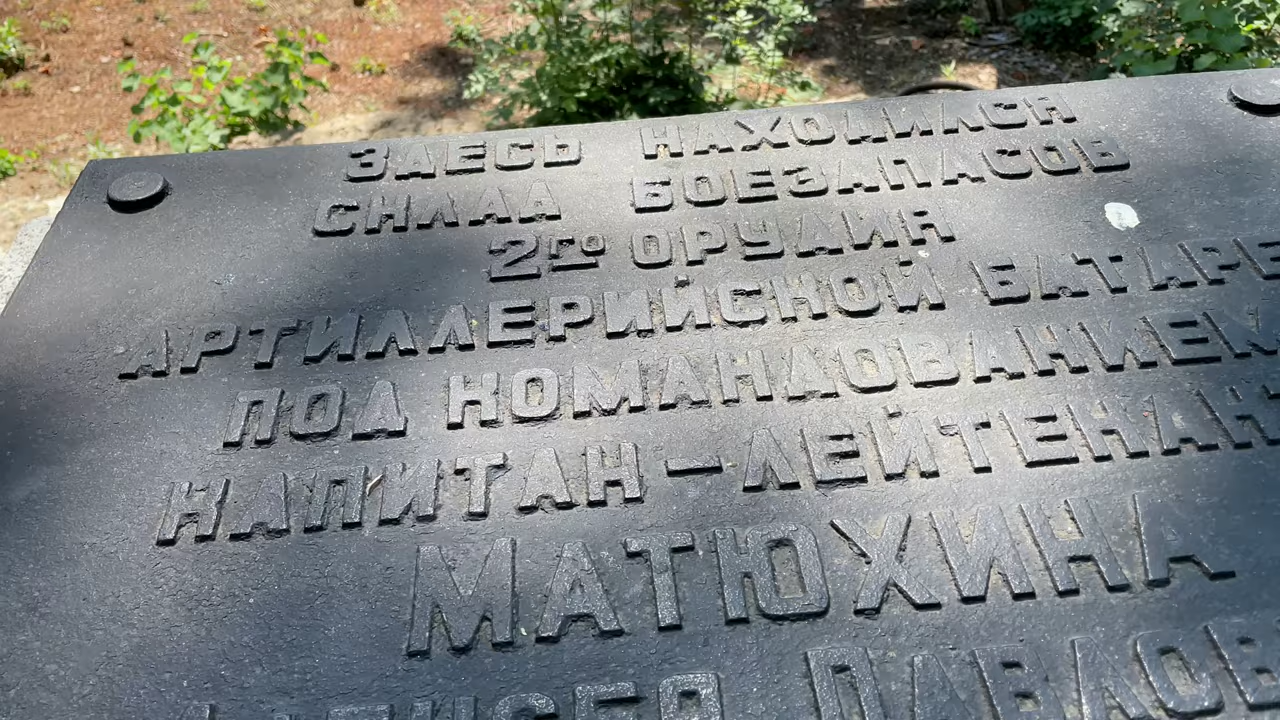 ЗДЕСЬ НАХОДИЛСЯ
СКЛАД БОЕЗАПАСОВ
2го ОРУДИЯ
АРТИЛЛЕРИЙСКОЙ БАТАРЕ
ПОД КОМАНДОВАНИЕМ
КАПИТАН-ЛЕЙТЕНАНТ
МАТЮХИНА